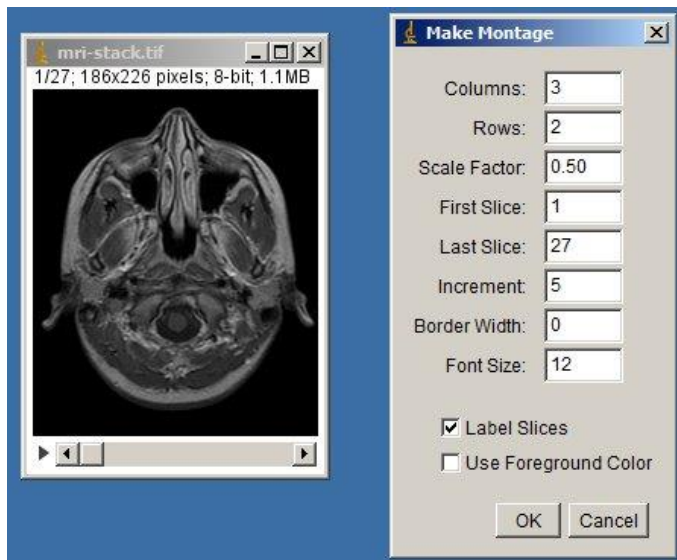 mri-stack.tif
1/27; 186x226 pixels; 8-bit; 1.1MB
Make Montage
Columns: 3
Rows: 2
Scale Factor: 0.50
First Slice: 1
Last Slice: 27
Increment: 5
Border Width: 0
Font Size: 12
Label Slices
Use Foreground Color
OK Cancel